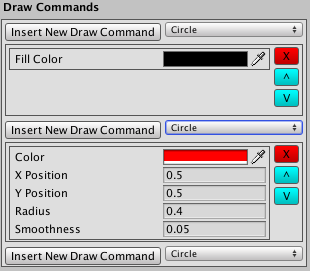 Draw Commands
Insert New Draw Command Circle
Fill Color X
^
V
Insert New Draw Command Circle
Color X
X Position 0.5 ^
Y Position 0.5 V
Radius 0.4
Smoothness 0.05
Insert New Draw Command Circle